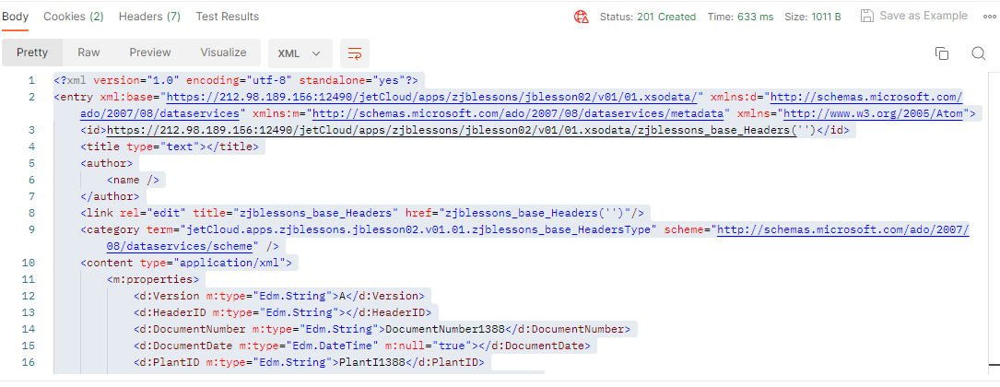 Body Cookies (2) Headers (7) Test Results Status: 201 Created Time: 633 ms Size: 1011 B Save as Example
Pretty Raw Preview Visualize XML
1 <?xml version="1.0" encoding="utf-8" standalone="yes"?>
2 <entry xml:base="https://212.98.189.156:12490/jetCloud/apps/zjblessons/jblesson02/v01/01.xsodata/" xmlns:d="http://schemas.microsoft.com/
ado/2007/08/dataservices" xmlns:m="http://schemas.microsoft.com/ado/2007/08/dataservices/metadata" xmlns="http://www.w3.org/2005/Atom">
3 <id>https://212.98.189.156:12490/jetCloud/apps/zjblessons/jblesson02/v01/01.xsodata/zjblessons_base_Headers('')</id>
4 <title type="text"></title>
5 <author>
6 <name />
7 </author>
8 <link rel="edit" title="zjblessons_base_Headers" href="zjblessons_base_Headers('')"/>
9 <category term="jetCloud.apps.zjblessons.jblesson02.v01.01.zjblessons_base_HeadersType" scheme="http://schemas.microsoft.com/ado/2007/
08/dataservices/scheme" />
10 <content type="application/xml">
11 <m:properties>
12 <d:Version m:type="Edm.String">A</d:Version>
13 <d:HeaderID m:type="Edm.String"></d:HeaderID>
14 <d:DocumentNumber m:type="Edm.String">DocumentNumber1388</d:DocumentNumber>
15 <d:DocumentDate m:type="Edm.DateTime" m:null="true"></d:DocumentDate>
16 <d:PlantID m:type="Edm.String">PlantI1388</d:PlantID>